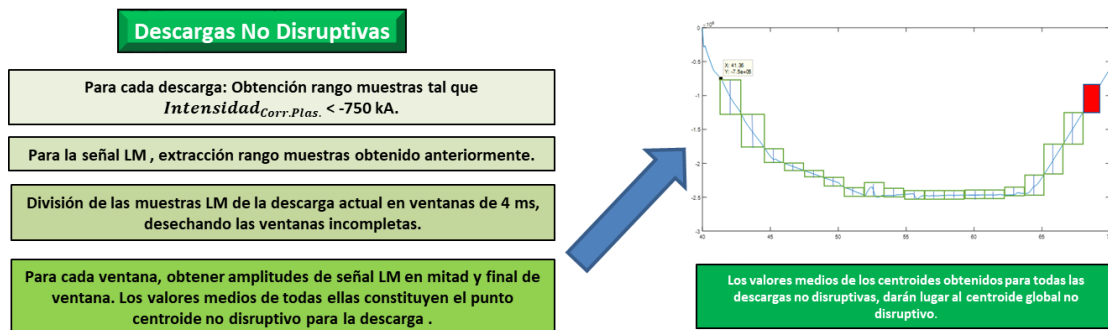 Descargas No Disruptivas
Para cada descarga: Obtención rango muestras tal que
Intensidad_Corr.Plas. < -750 kA.
Para la señal LM , extracción rango muestras obtenido anteriormente.
División de las muestras LM de la descarga actual en ventanas de 4 ms,
desechando las ventanas incompletas.
Para cada ventana, obtener amplitudes de señal LM en mitad y final de
ventana. Los valores medios de todas ellas constituyen el punto
centroide no disruptivo para la descarga .
X: 41.36
Y: -7.5e+05
0
-0.5
-1
-1.5
-2
-2.5
-3
40
45
50
55
60
65
Los valores medios de los centroides obtenidos para todas las
descargas no disruptivas, darán lugar al centroide global no
disruptivo.